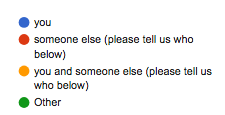 you
someone else (please tell us who
below)
you and someone else (please tell us
who below)
Other